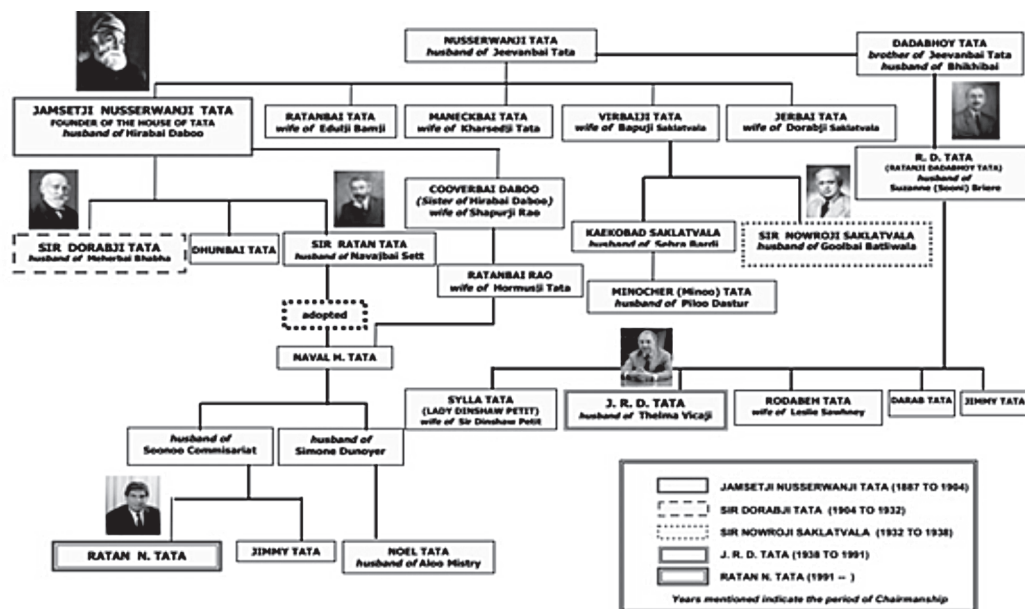 NUSSERWANJI TATA
husband of Jeevanbai Tata
DADABHOY TATA
brother of Jeevanbai Tata
husband of Bhikhibai
JAMSETJI NUSSERWANJI TATA
FOUNDER OF THE HOUSE OF TATA
husband of Hirabai Daboo
RATANBAI TATA
wife of Edulji Bamji
MANECKBAI TATA
wife of Kharsedji Tata
VIRBAIJI TATA
wife of Bapuji Saklatvala
JERBAI TATA
wife of Dorabji Saklatvala
R. D. TATA
(RATANJI DADABHOY TATA)
husband of
Suzanne (Sooni) Briere
COOVERBAI DABOO
(Sister of Hirabai Daboo)
wife of Shapurji Rao
SIR DORABJI TATA
husband of Meherbai Bhabha
DHUNBAI TATA
SIR RATAN TATA
husband of Navajbai Sett
KAEKOBAD SAKLATVALA
husband of Sehra Bardi
SIR NOWROJI SAKLATVALA
husband of Goolbai Batliwala
RATANBAI RAO
wife of Hormusji Tata
MINOCHER (Minoo) TATA
husband of Piloo Dastur
adopted
NAVAL H. TATA
SYLLA TATA
(LADY DINSHAW PETIT)
wife of Sir Dinshaw Petit
J. R. D. TATA
husband of Thelma Vicaji
RODABEH TATA
wife of Leslie Sawhney
DARAB TATA
JIMMY TATA
husband of
Soonoo Commisariat
husband of
Simone Dunoyer
RATAN N. TATA
JIMMY TATA
NOEL TATA
husband of Aloo Mistry
JAMSETJI NUSSERWANJI TATA (1887 TO 1904)
SIR DORABJI TATA (1904 TO 1932)
SIR NOWROJI SAKLATVALA (1932 TO 1938)
J. R. D. TATA (1938 TO 1991)
RATAN N. TATA (1991 -- )
Years mentioned indicate the period of Chairmanship